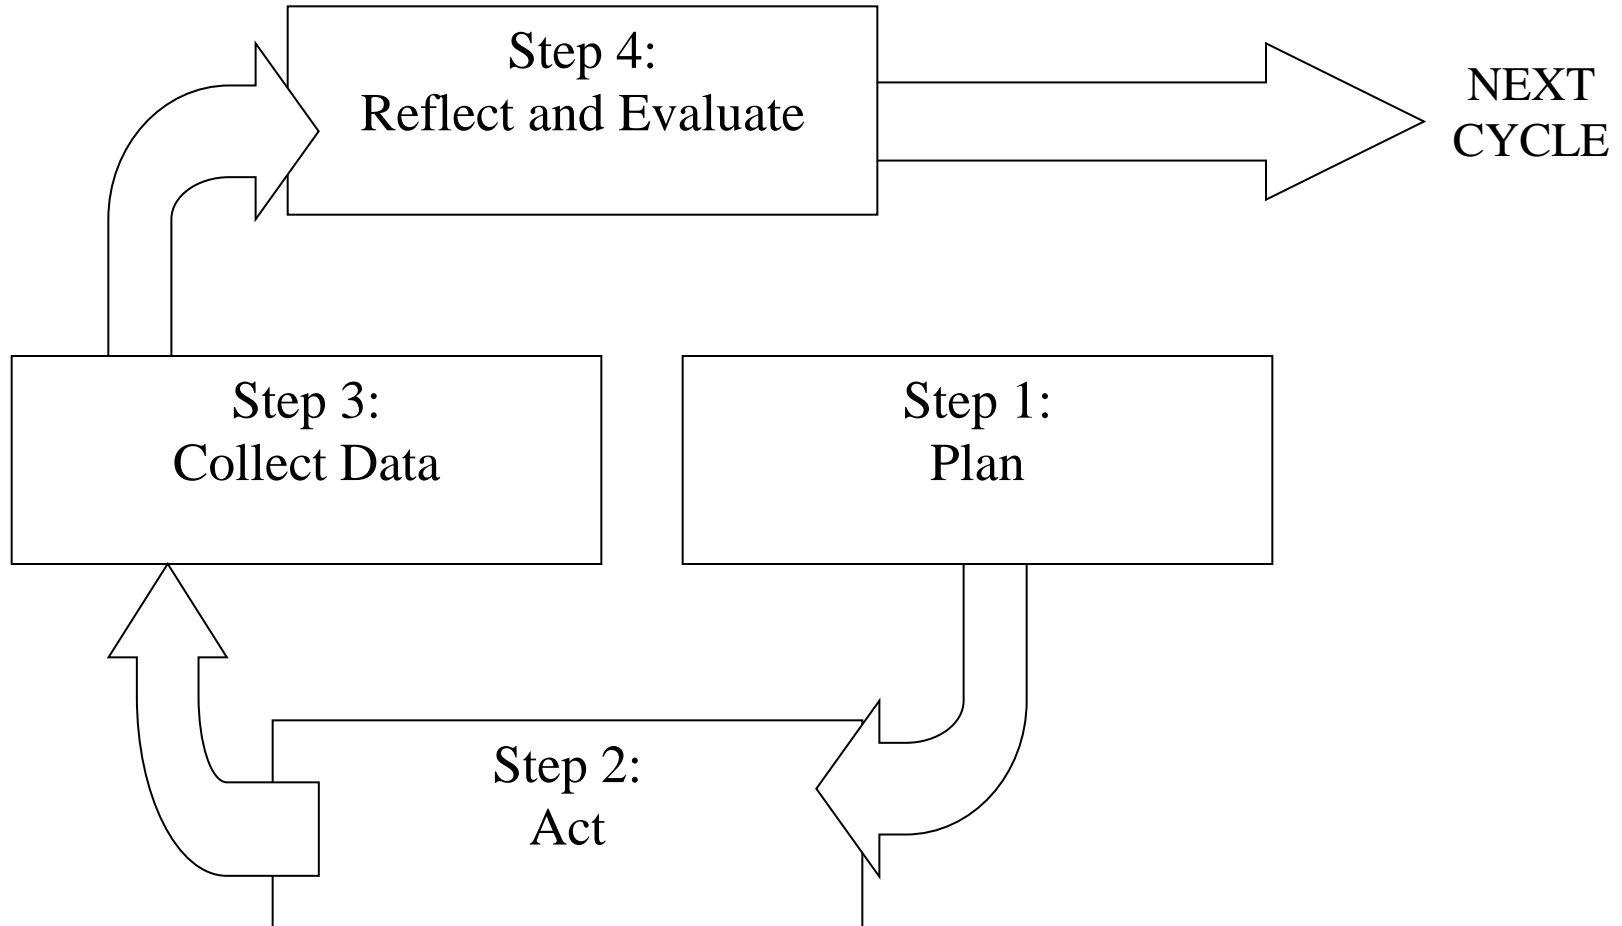 Step 4:
Reflect and Evaluate
NEXT
CYCLE
Step 3:
Collect Data
Step 1:
Plan
Step 2:
Act